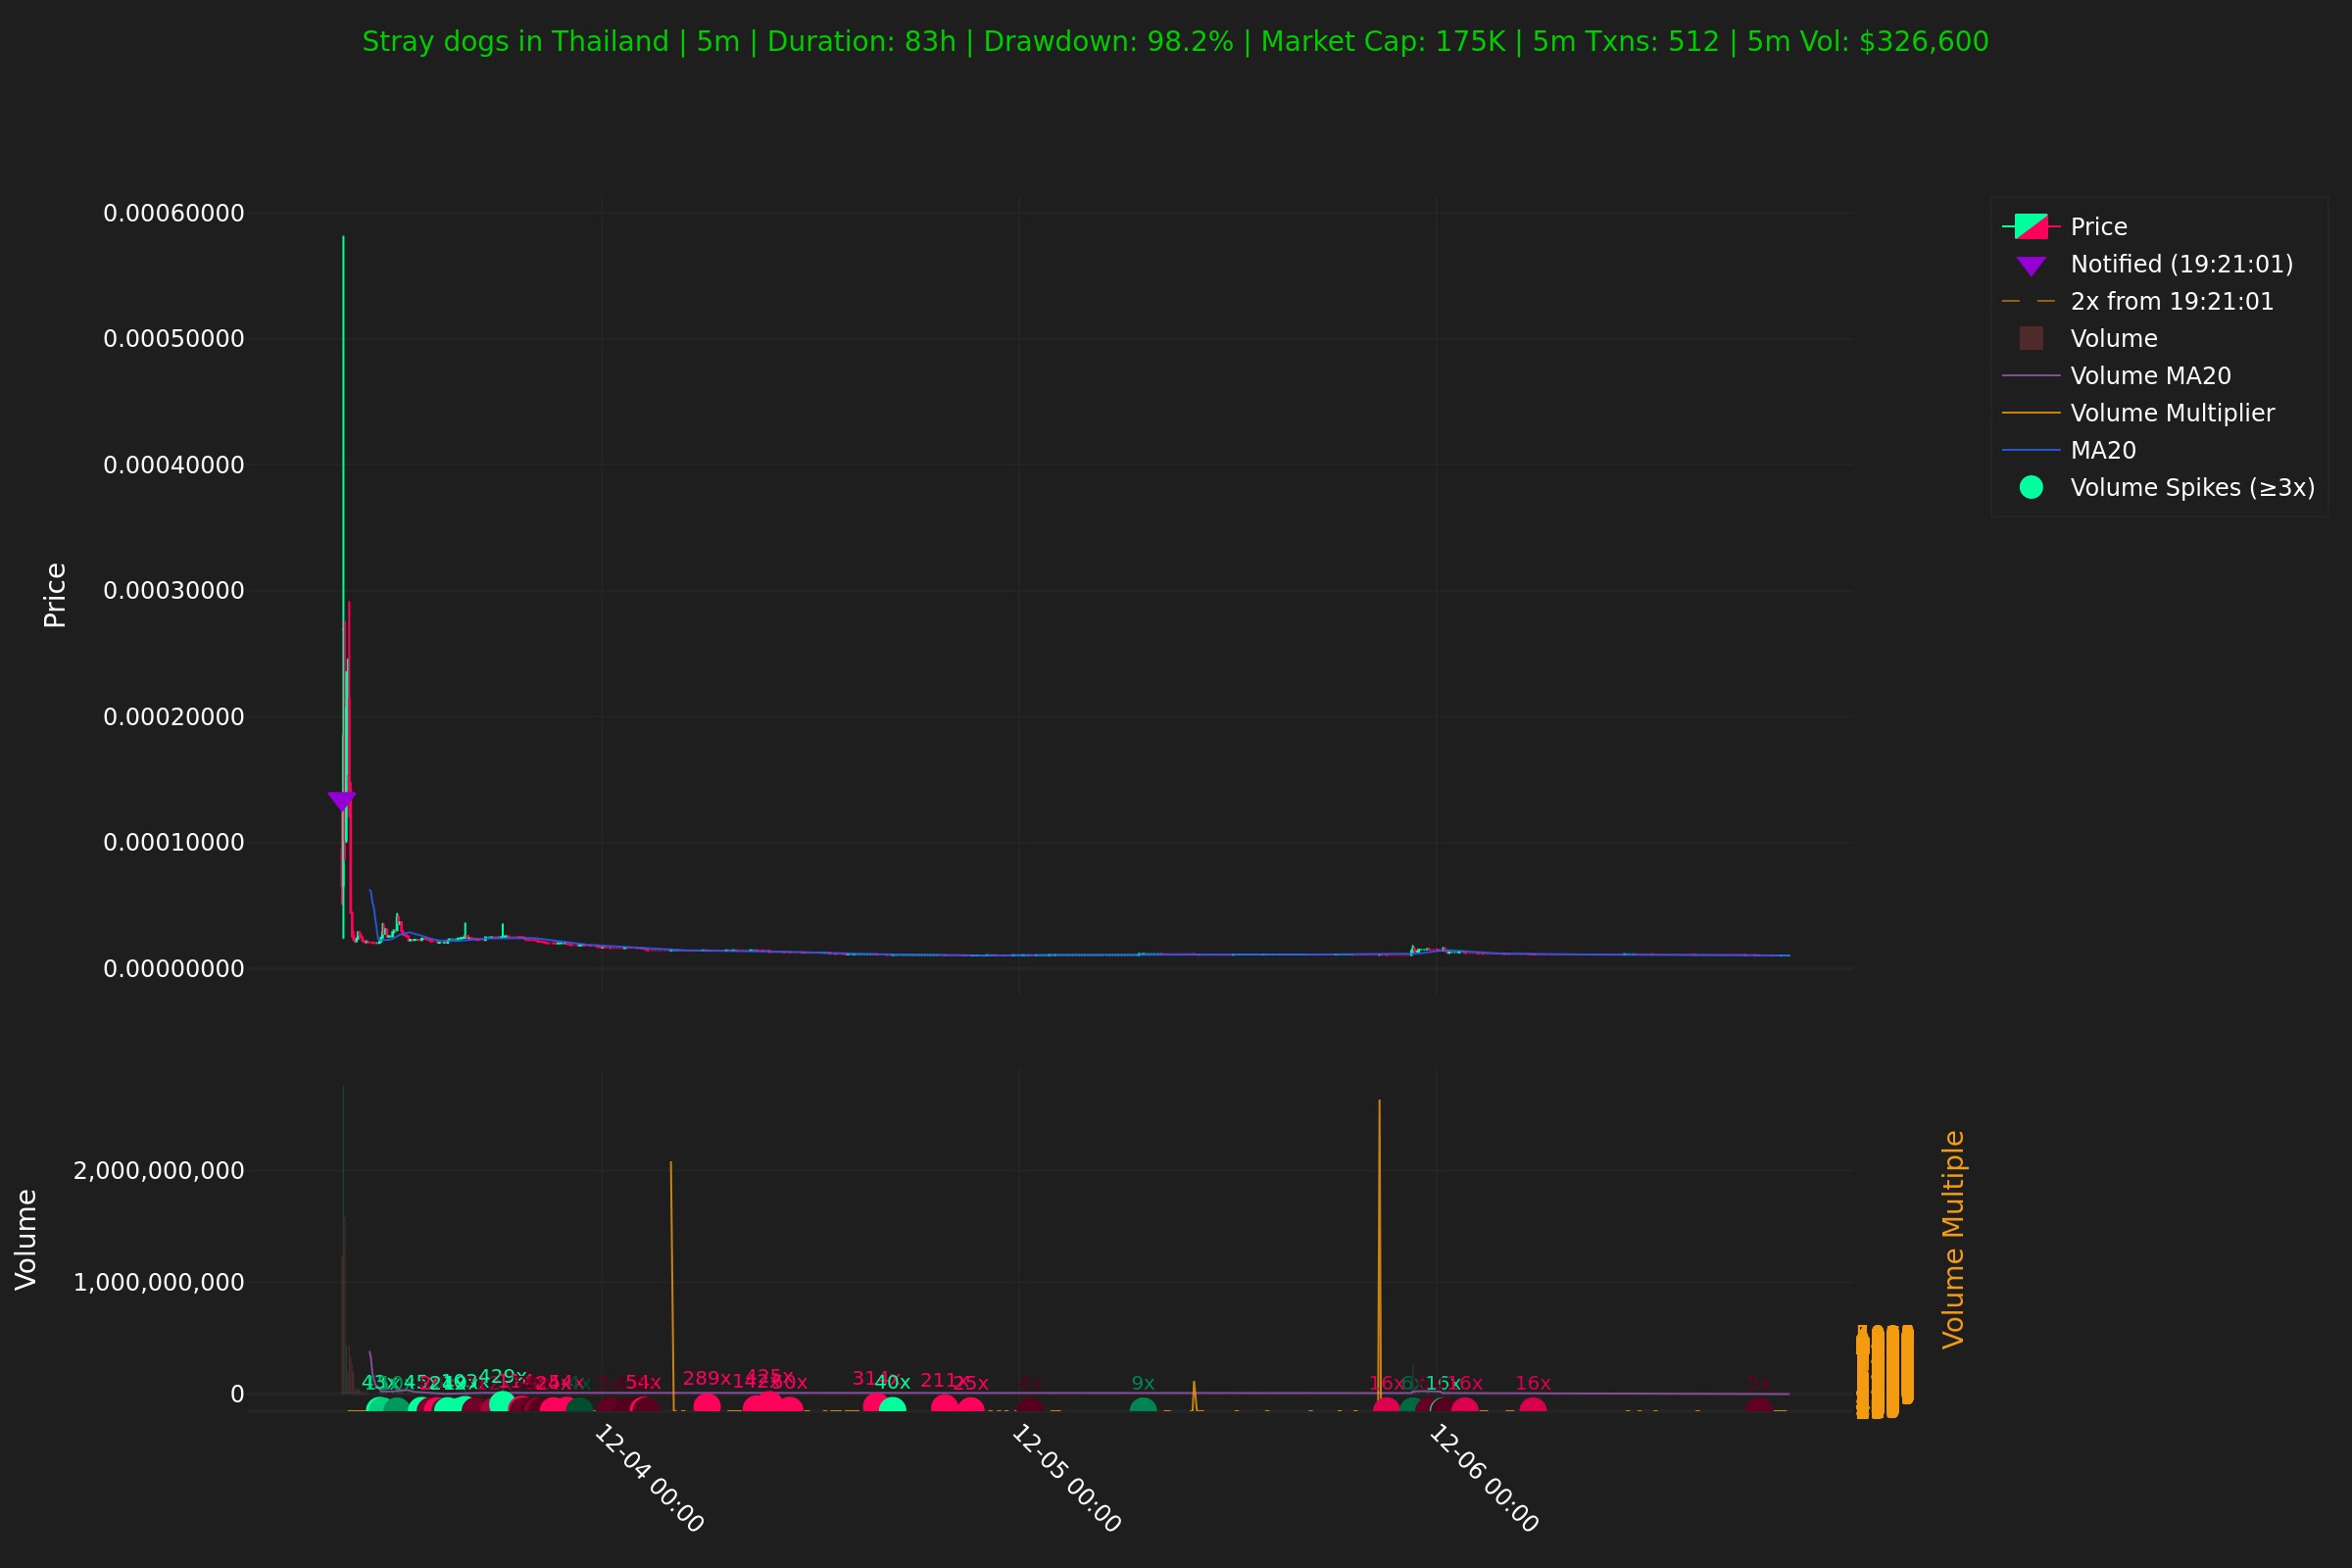 Stray dogs in Thailand | 5m | Duration: 83h | Drawdown: 98.2% | Market Cap: 175K | 5m Txns: 512 | 5m Vol: $326,600
Price
0.00060000
0.00050000
0.00040000
0.00030000
0.00020000
0.00010000
0.00000000
Price
Notified (19:21:01)
2x from 19:21:01
Volume
Volume MA20
Volume Multiplier
MA20
Volume Spikes (≥3x)
Volume
2,000,000,000
1,000,000,000
0
Volume Multiple
43x
429x
54x
54x
289x
425x
40x
25x
9x
16x
16x
16x
16x
5x
12-04 00:00
12-05 00:00
12-06 00:00